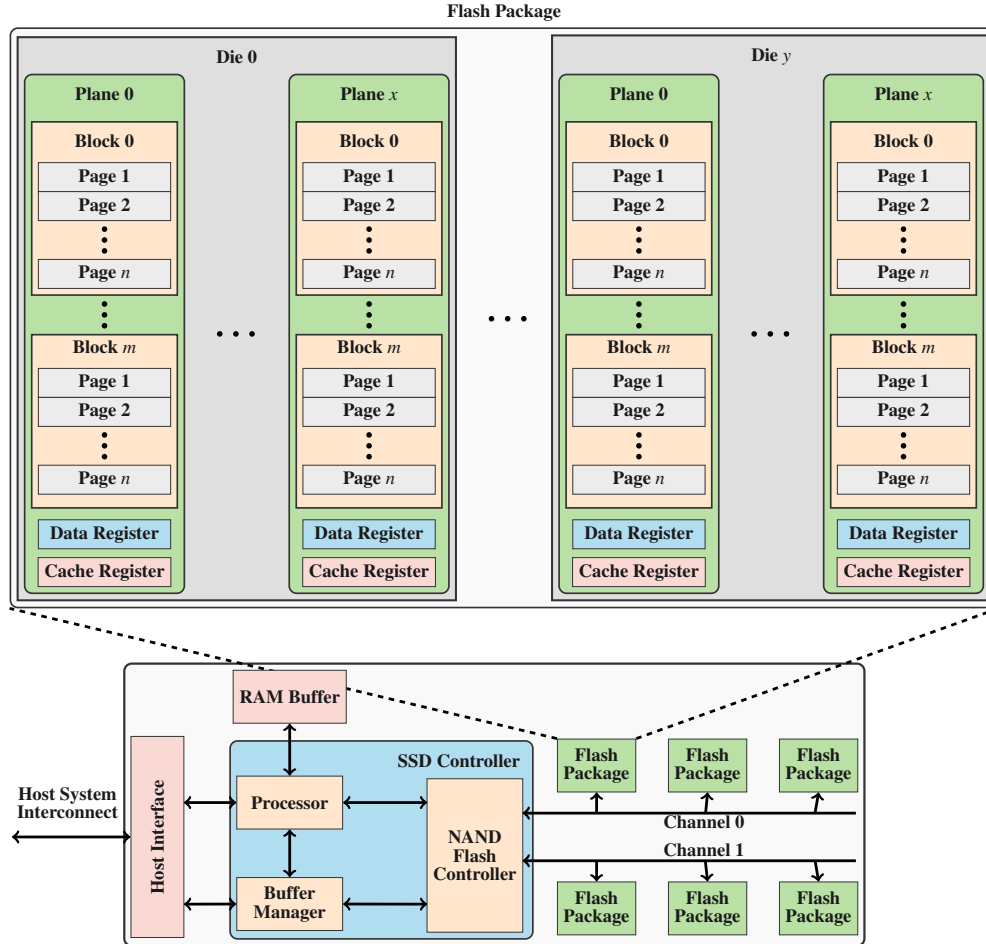 Flash Package
Die 0
Plane 0
Block 0
Page 1
Page 2
Page n
Block m
Page 1
Page 2
Page n
Data Register
Cache Register
Plane x
Block 0
Page 1
Page 2
Page n
Block m
Page 1
Page 2
Page n
Data Register
Cache Register
Die y
Plane 0
Block 0
Page 1
Page 2
Page n
Block m
Page 1
Page 2
Page n
Data Register
Cache Register
Plane x
Block 0
Page 1
Page 2
Page n
Block m
Page 1
Page 2
Page n
Data Register
Cache Register
Host System
Interconnect
Host Interface
RAM Buffer
SSD Controller
Processor
Buffer
Manager
NAND
Flash
Controller
Flash
Package
Flash
Package
Flash
Package
Channel 0
Channel 1
Flash
Package
Flash
Package
Flash
Package